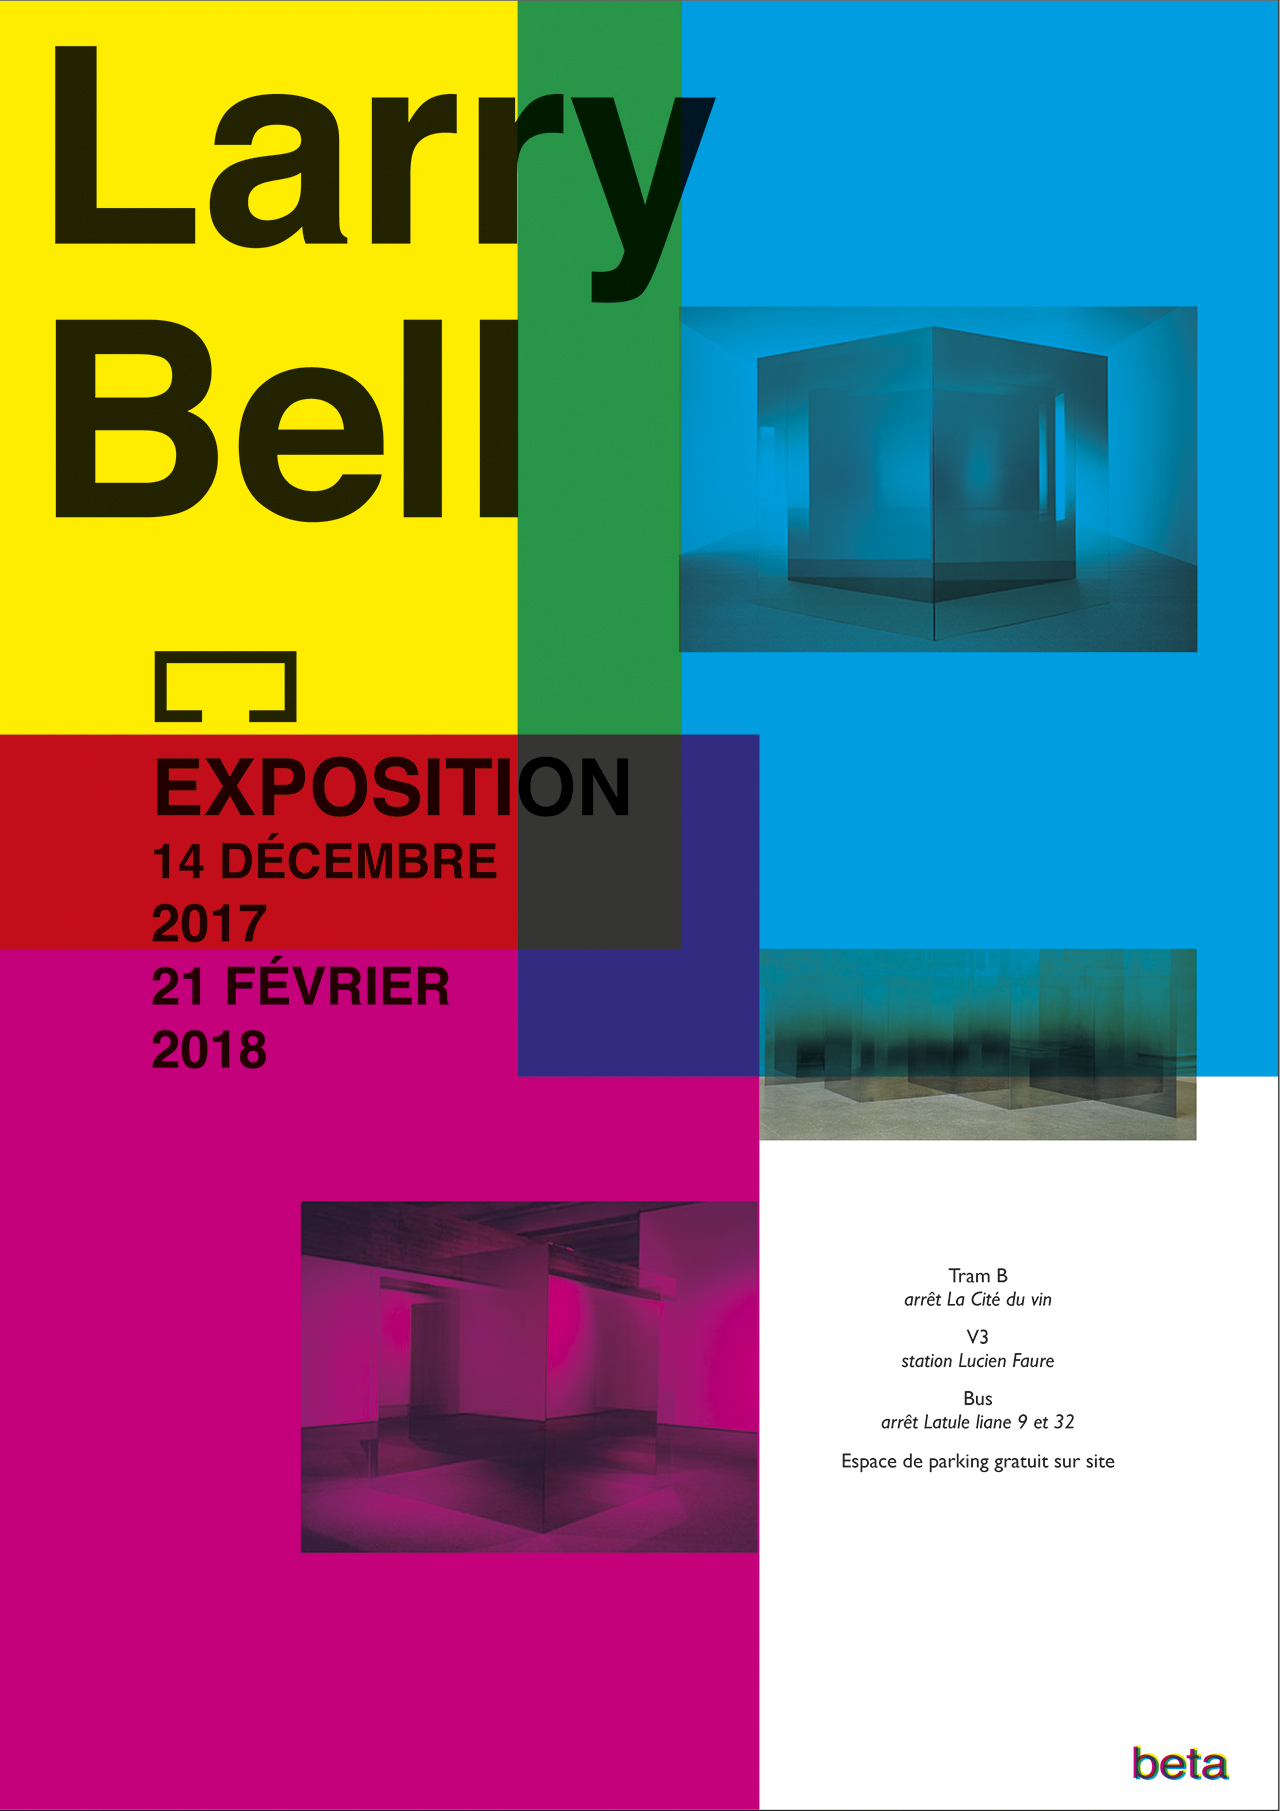 Larry
Bell
EXPOSITION
14 DÉCEMBRE
2017
21 FÉVRIER
2018
Tram B
arrêt La Cité du vin
V3
station Lucien Faure
Bus
arrêt Latule liane 9 et 32
Espace de parking gratuit sur site
beta